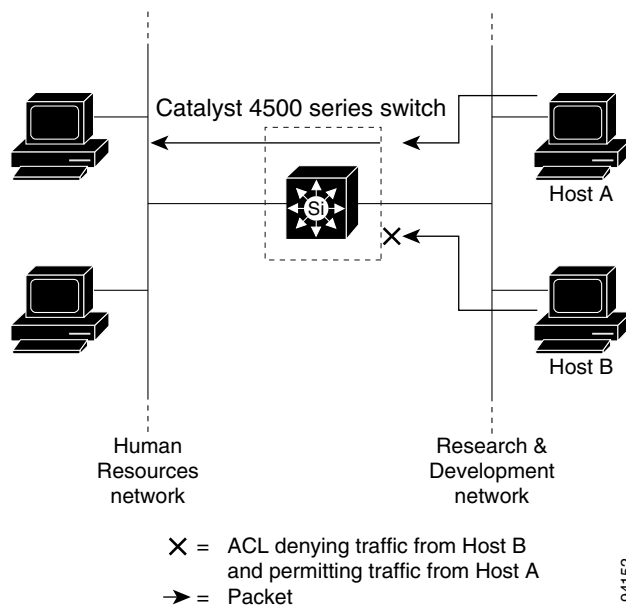 Catalyst 4500 series switch
Si
Host A
Host B
Human
Resources
network
Research &
Development
network
X = ACL denying traffic from Host B
and permitting traffic from Host A
→ = Packet
94152